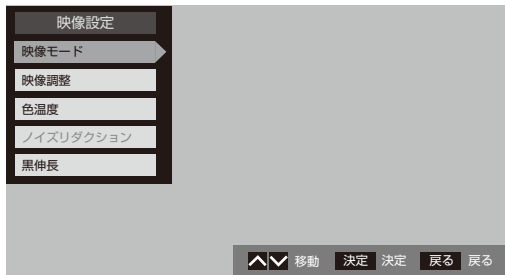 映像設定
映像モード
映像調整
色温度
ノイズリダクション
黒伸長
移動 決定 決定 戻る 戻る